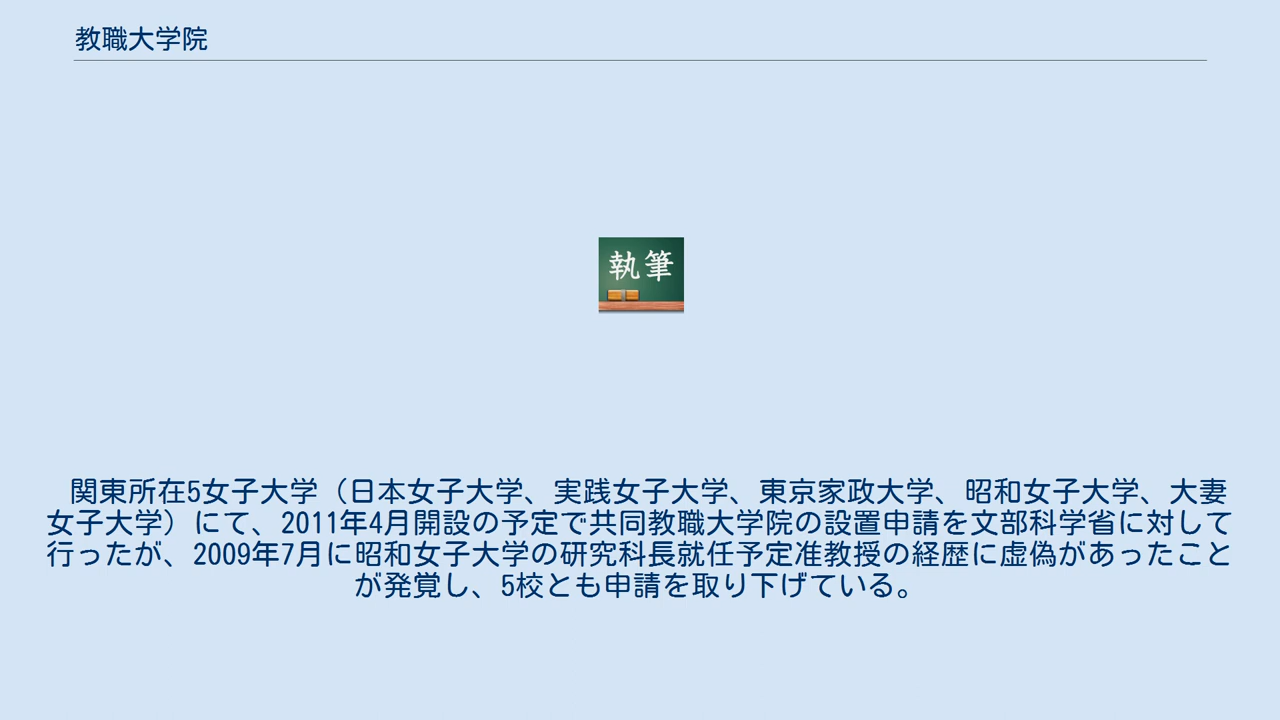 教職大学院
執筆
関東所在5女子大学（日本女子大学、実践女子大学、東京家政大学、昭和女子大学、大妻
女子大学）にて、2011年4月開設の予定で共同教職大学院の設置申請を文部科学省に対して
行ったが、2009年7月に昭和女子大学の研究科長就任予定准教授の経歴に虚偽があったこと
が発覚し、5校とも申請を取り下げている。